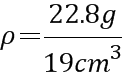 ρ = 22.8g / 19cm³